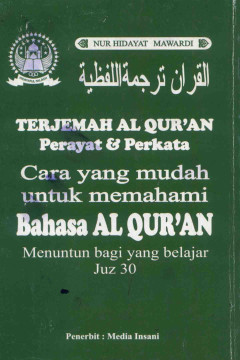 NUR HIDAYAT MAWARDI
القران ترجمة اللفظية
TERJEMAH AL QUR'AN
Perayat & Perkata
Cara yang mudah
untuk memahami
Bahasa AL QUR'AN
Menuntun bagi yang belajar
Juz 30
Penerbit : Media Insani